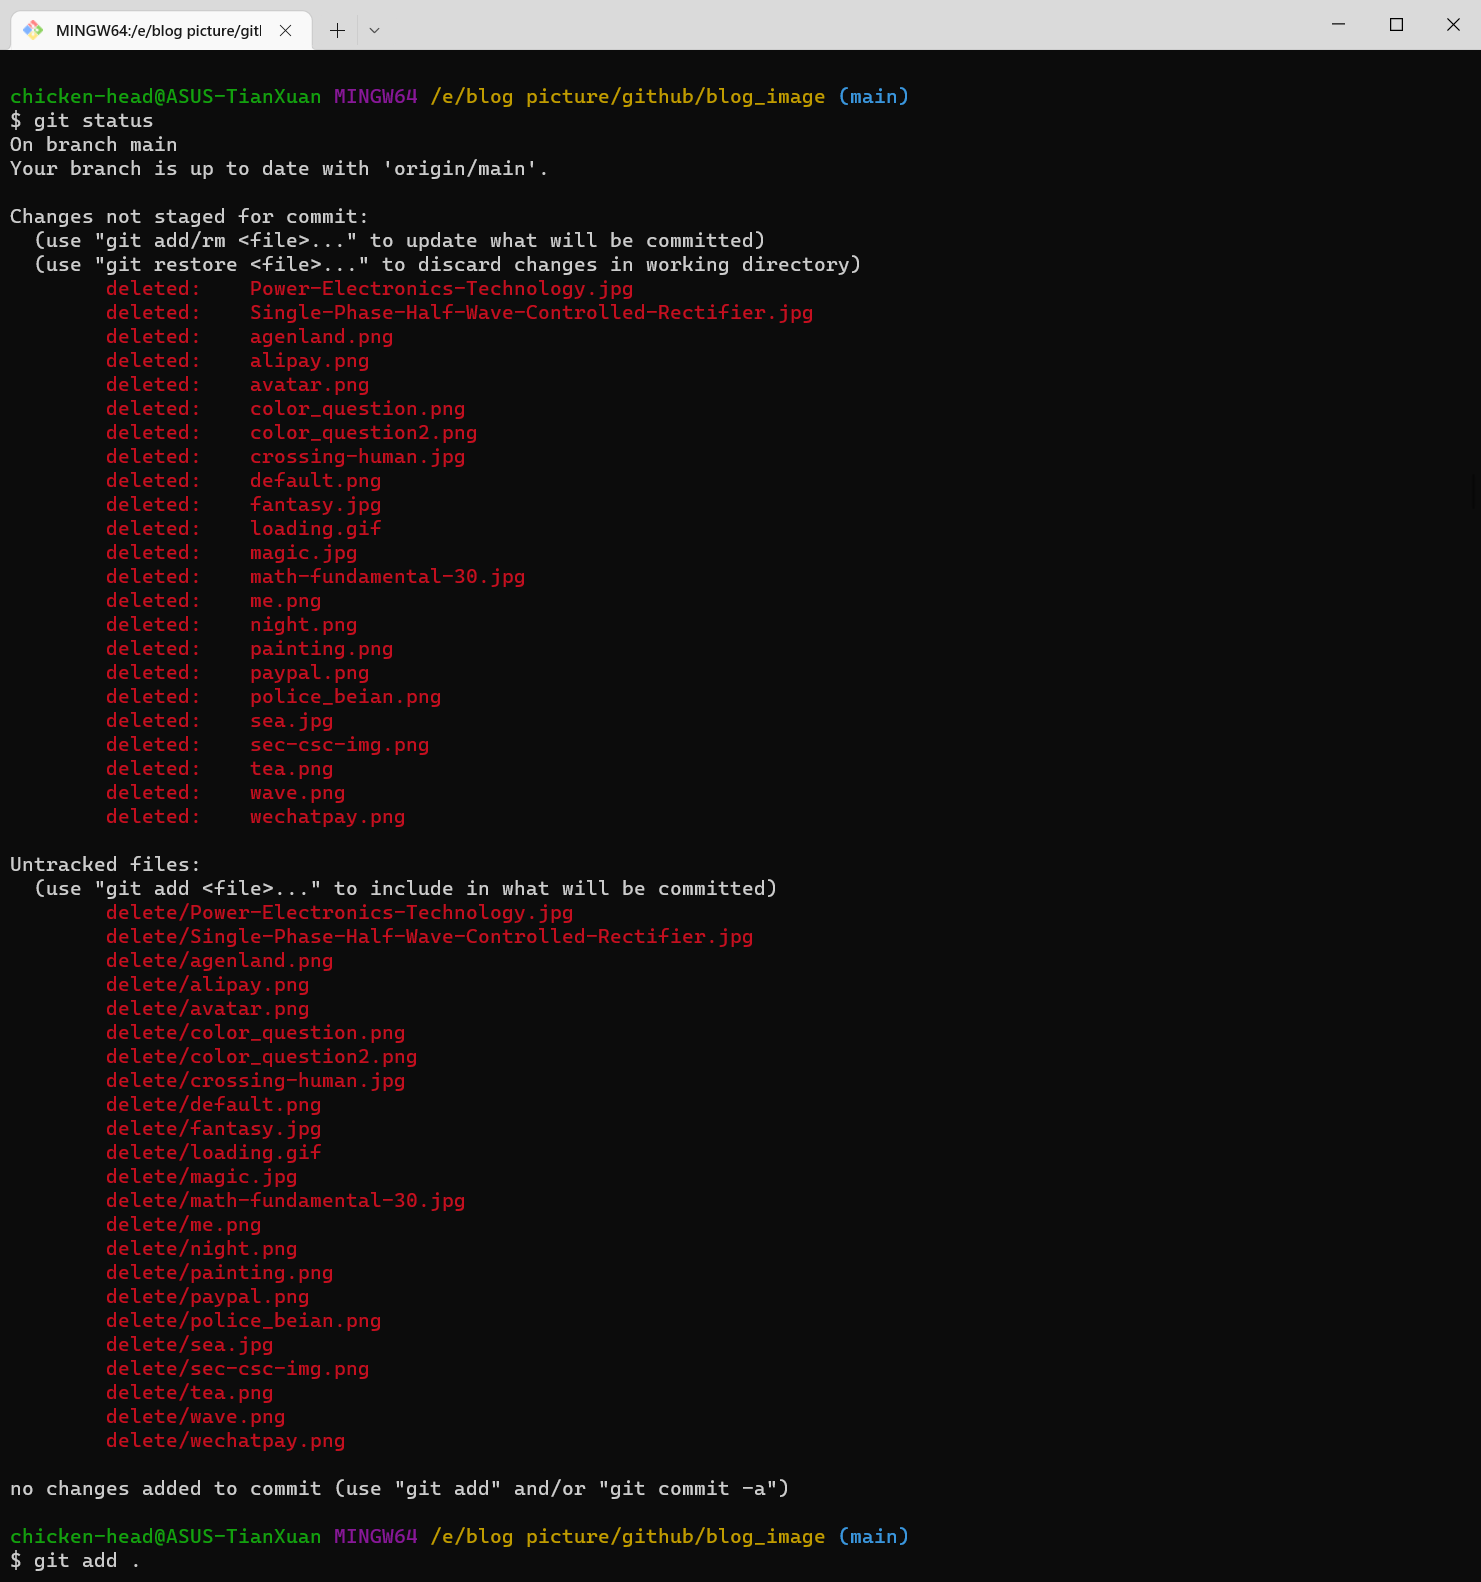 MINGW64:/e/blog picture/gitl
chicken-head@ASUS-TianXuan MINGW64 /e/blog picture/github/blog_image (main)
$ git status
On branch main
Your branch is up to date with 'origin/main'.
Changes not staged for commit:
  (use "git add/rm <file>..." to update what will be committed)
  (use "git restore <file>..." to discard changes in working directory)
        deleted:    Power-Electronics-Technology.jpg
        deleted:    Single-Phase-Half-Wave-Controlled-Rectifier.jpg
        deleted:    agenland.png
        deleted:    alipay.png
        deleted:    avatar.png
        deleted:    color_question.png
        deleted:    color_question2.png
        deleted:    crossing-human.jpg
        deleted:    default.png
        deleted:    fantasy.jpg
        deleted:    loading.gif
        deleted:    magic.jpg
        deleted:    math-fundamental-30.jpg
        deleted:    me.png
        deleted:    night.png
        deleted:    painting.png
        deleted:    paypal.png
        deleted:    police_beian.png
        deleted:    sea.jpg
        deleted:    sec-csc-img.png
        deleted:    tea.png
        deleted:    wave.png
        deleted:    wechatpay.png
Untracked files:
  (use "git add <file>..." to include in what will be committed)
        delete/Power-Electronics-Technology.jpg
        delete/Single-Phase-Half-Wave-Controlled-Rectifier.jpg
        delete/agenland.png
        delete/alipay.png
        delete/avatar.png
        delete/color_question.png
        delete/color_question2.png
        delete/crossing-human.jpg
        delete/default.png
        delete/fantasy.jpg
        delete/loading.gif
        delete/magic.jpg
        delete/math-fundamental-30.jpg
        delete/me.png
        delete/night.png
        delete/painting.png
        delete/paypal.png
        delete/police_beian.png
        delete/sea.jpg
        delete/sec-csc-img.png
        delete/tea.png
        delete/wave.png
        delete/wechatpay.png
no changes added to commit (use "git add" and/or "git commit -a")
chicken-head@ASUS-TianXuan MINGW64 /e/blog picture/github/blog_image (main)
$ git add .